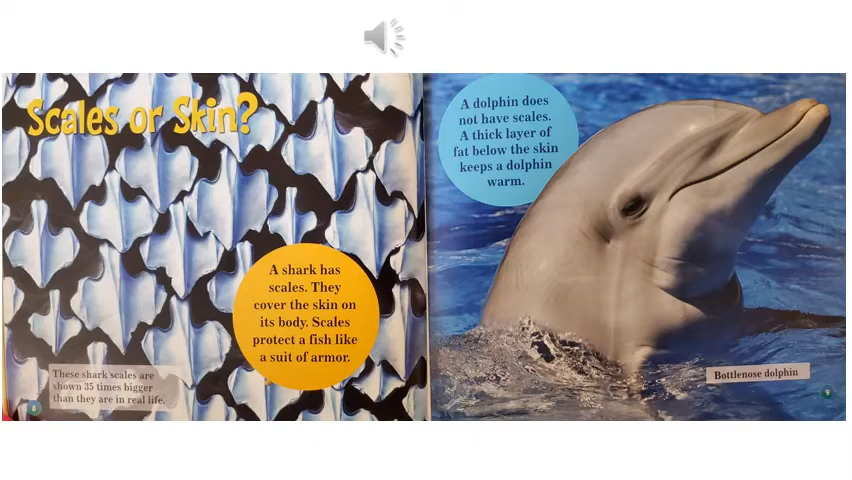 Scales or Skin?
A shark has
scales. They
cover the skin on
its body. Scales
protect a fish like
a suit of armor.
These shark scales are
shown 35 times bigger
than they are in real life.
8
A dolphin does
not have scales.
A thick layer of
fat below the skin
keeps a dolphin
warm.
Bottlenose dolphin
9